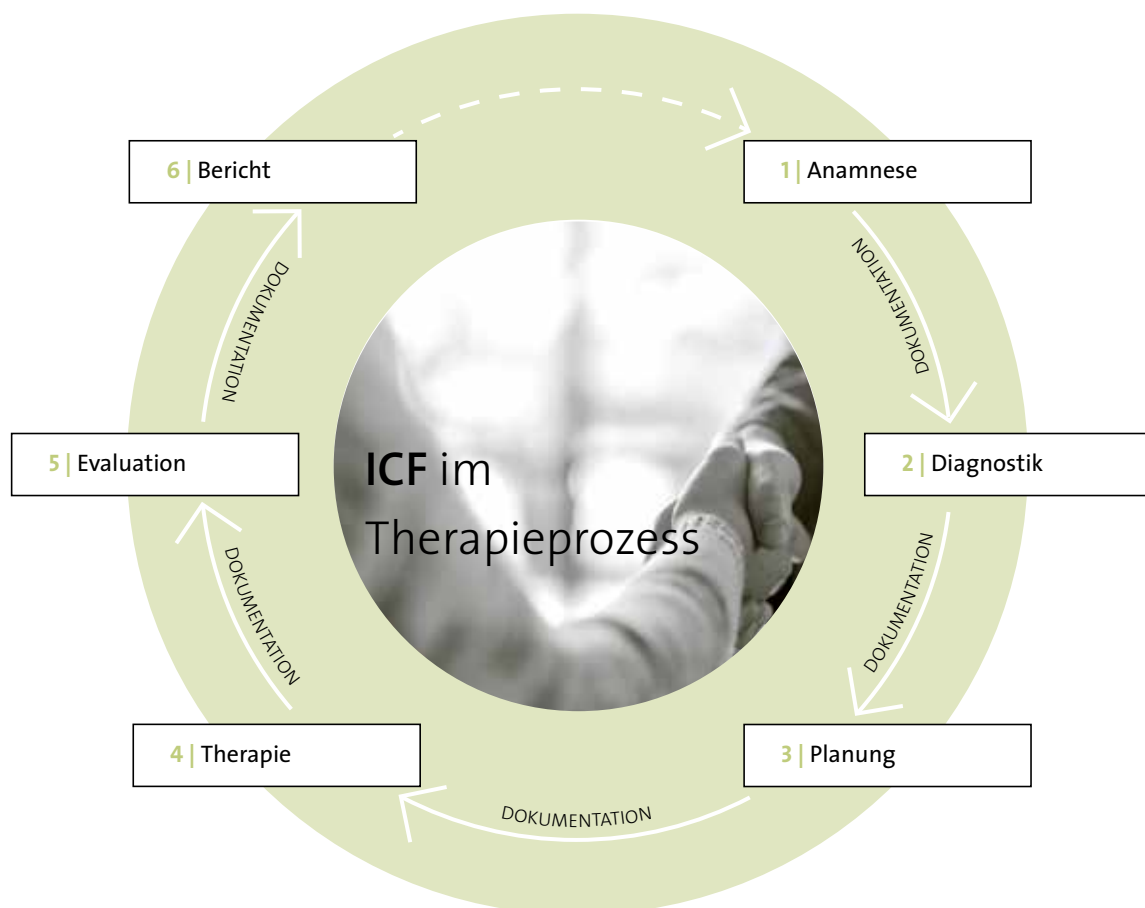 ICF im
Therapieprozess
1 | Anamnese
DOKUMENTATION
2 | Diagnostik
DOKUMENTATION
3 | Planung
DOKUMENTATION
4 | Therapie
DOKUMENTATION
5 | Evaluation
DOKUMENTATION
6 | Bericht